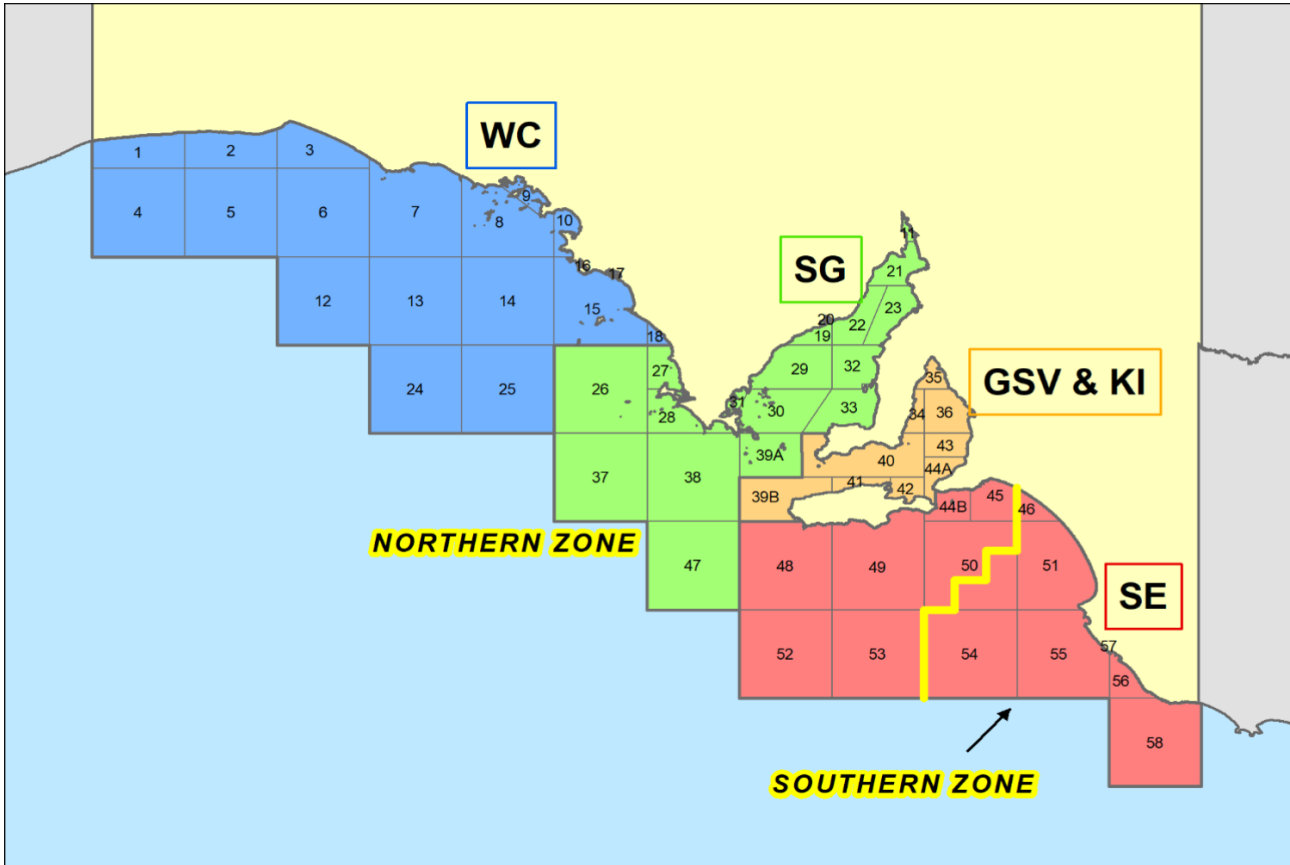 WC
1 2 3
4 5 6 7 8 9 10
SG
11
12 13 14 15 16 17 18
19 20 21 22 23
24 25 26 27 28 29 30 31 32 33
GSV & KI
34 35 36
37 38 39A 40 43
39B 41 42 44A
44B 45 46
NORTHERN ZONE
47 48 49 50 51
SE
52 53 54 55 56 57
58
SOUTHERN ZONE